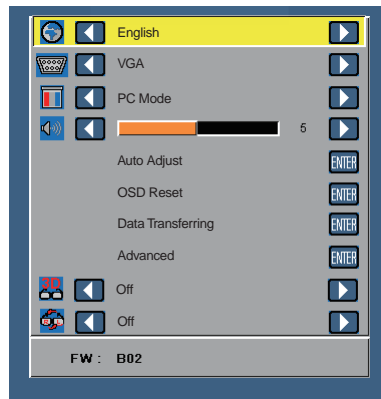 English
VGA
PC Mode
5
Auto Adjust ENTER
OSD Reset ENTER
Data Transferring ENTER
Advanced ENTER
3D Off
Off
FW : B02